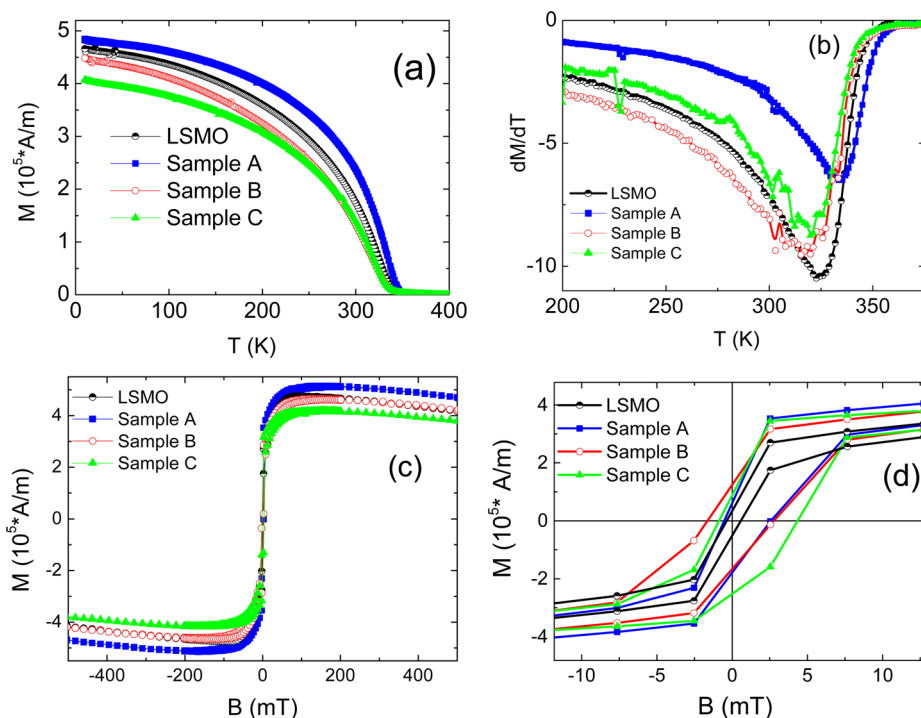 (a)
M (10^5*A/m)
5
4
3
2
1
0
LSMO
Sample A
Sample B
Sample C
0 100 200 300 400
T (K)
(b)
dM/dT
0
-5
-10
LSMO
Sample A
Sample B
Sample C
200 250 300 350
T (K)
(c)
M (10^5* A/m)
4
2
0
-2
-4
LSMO
Sample A
Sample B
Sample C
-400 -200 0 200 400
B (mT)
(d)
M (10^5* A/m)
4
2
0
-2
-4
LSMO
Sample A
Sample B
Sample C
-10 -5 0 5 10
B (mT)